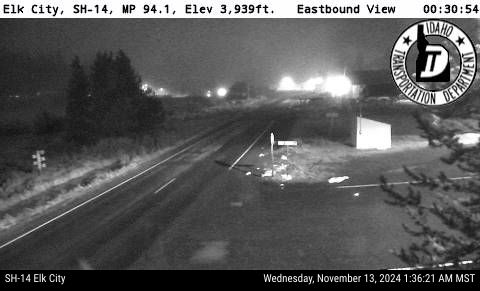 Elk City, SH-14, MP 94.1, Elev 3,939ft. Eastbound View 00:30:54
IDAHO
TRANSPORTATION DEPARTMENT
SH-14 Elk City Wednesday, November 13, 2024 1:36:21 AM MST